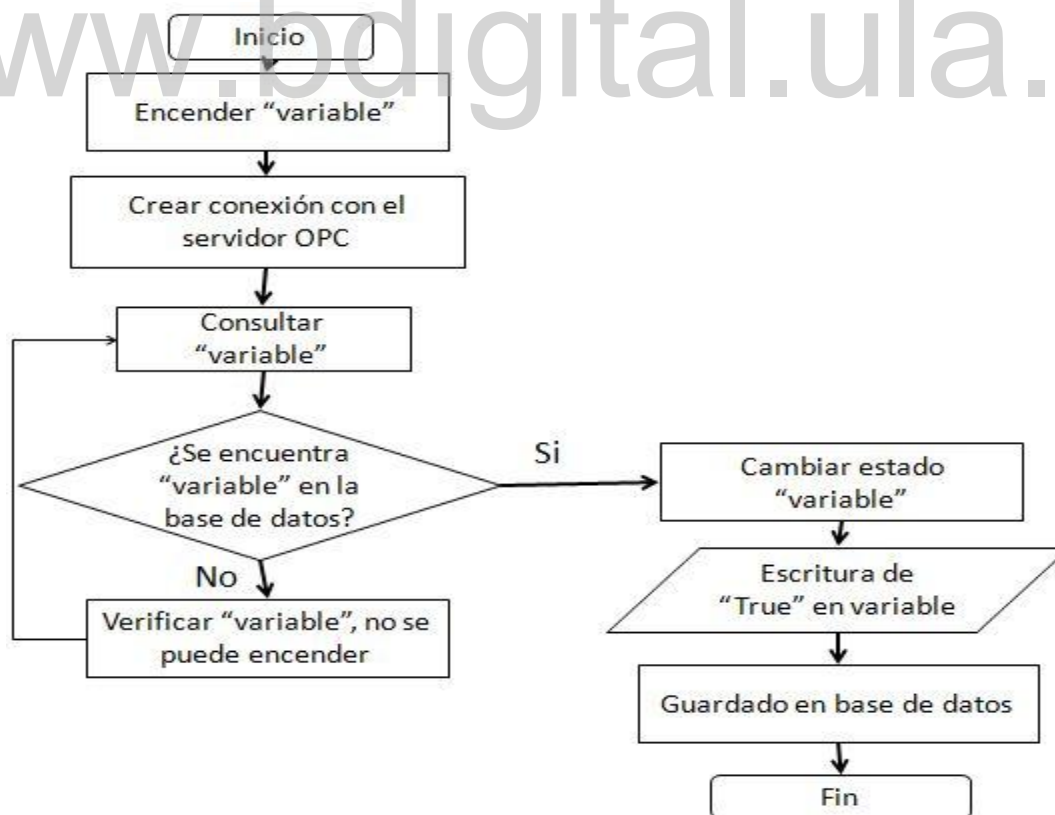 www.bdigital.ula.
Inicio
Encender “variable”
Crear conexión con el
servidor OPC
Consultar
“variable”
¿Se encuentra
“variable” en la
base de datos?
Si
No
Verificar “variable”, no se
puede encender
Cambiar estado
“variable”
Escritura de
“True” en variable
Guardado en base de datos
Fin